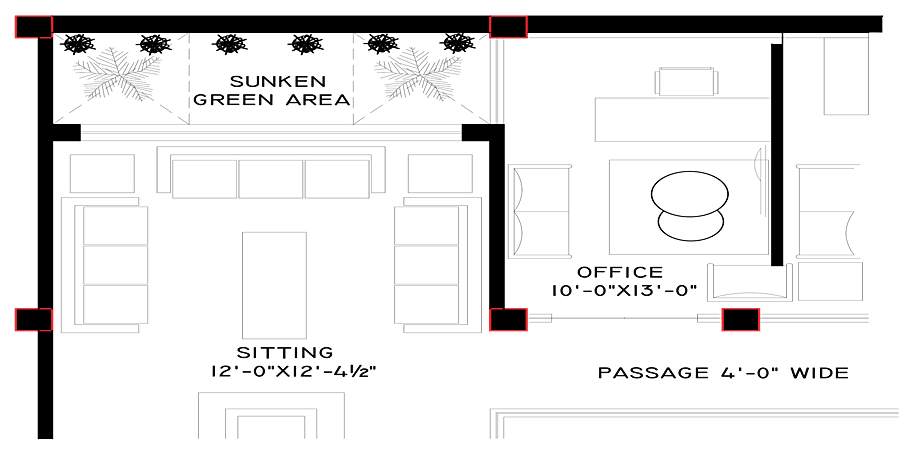 SUNKEN
GREEN AREA
OFFICE
10'-0"X13'-0"
SITTING
12'-0"X12'-4½"
PASSAGE 4'-0" WIDE